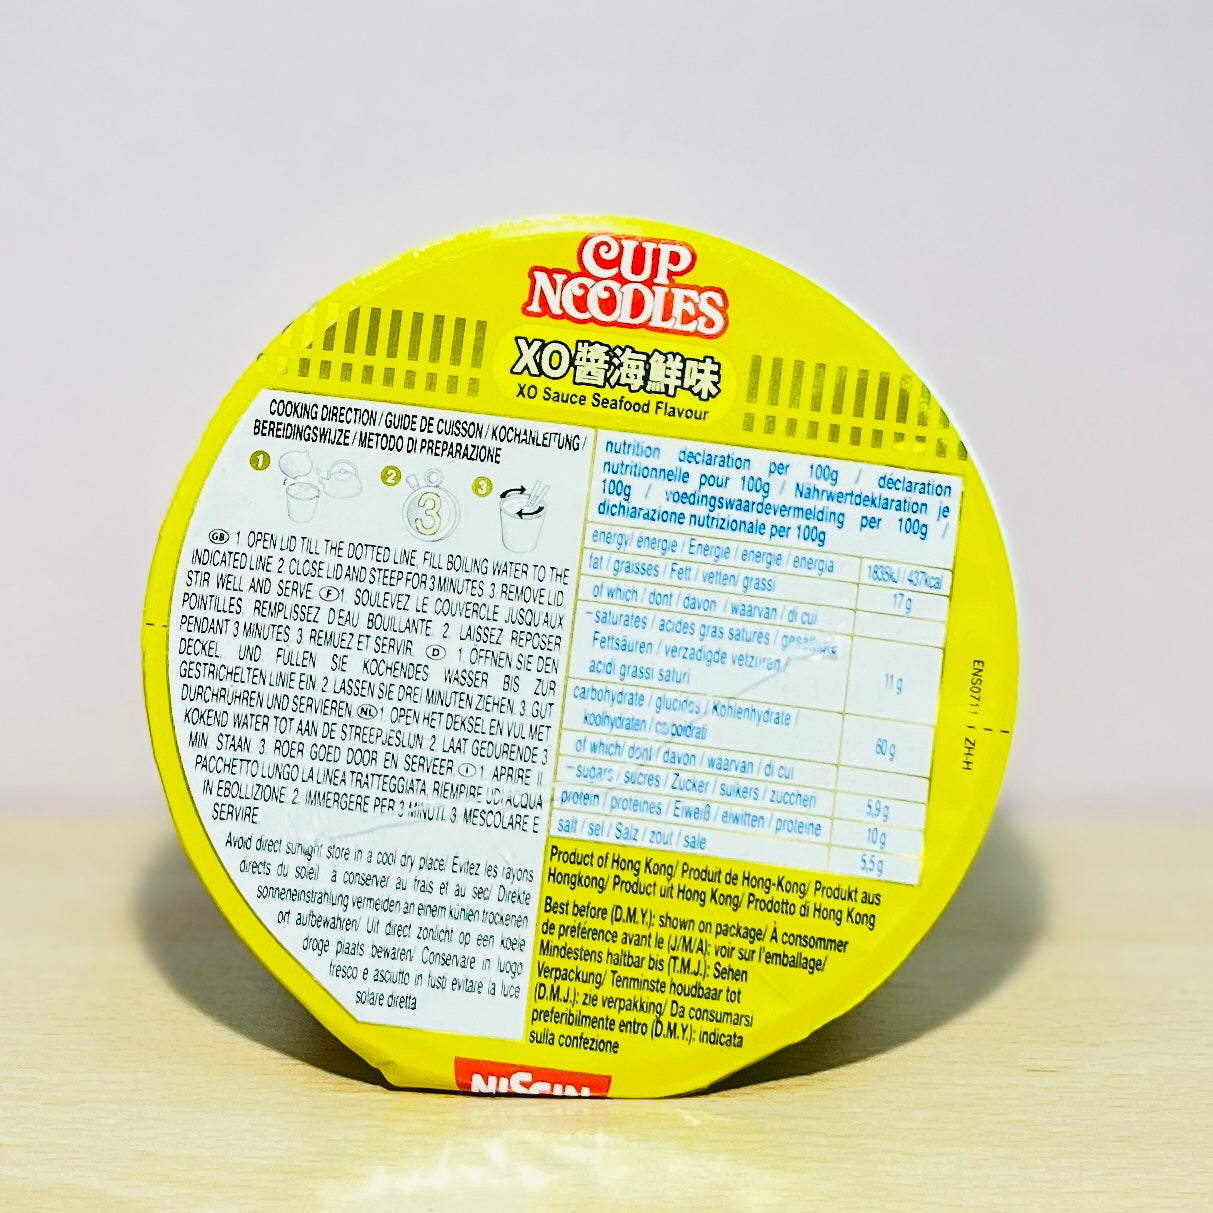 CUP
NOODLES
XO醬海鮮味
XO Sauce Seafood Flavour
COOKING DIRECTION / GUIDE DE CUISSON / KOCHANLEITUNG /
BEREIDINGSWIJZE / METODO DI PREPARAZIONE
1 2 3
3
GB 1. OPEN LID TILL THE DOTTED LINE, FILL BOILING WATER TO THE
INDICATED LINE 2. CLOSE LID AND STEEP FOR 3 MINUTES. 3. REMOVE LID,
STIR WELL AND SERVE. F 1. SOULEVEZ LE COUVERCLE JUSQU'AUX
POINTILLES, REMPLISSEZ D'EAU BOUILLANTE. 2. LAISSEZ REPOSER
PENDANT 3 MINUTES. 3. REMUEZ ET SERVIR. D 1. ÖFFNEN SIE DEN
DECKEL UND FÜLLEN SIE KOCHENDES WASSER BIS ZUR
GESTRICHELTEN LINIE EIN. 2. LASSEN SIE DREI MINUTEN ZIEHEN. 3. GUT
DURCHRÜHREN UND SERVIEREN. NL 1. OPEN HET DEKSEL EN VUL MET
KOKEND WATER TOT AAN DE STREEPJESLIJN. 2. LAAT GEDURENDE 3
MIN. STAAN. 3. ROER GOED DOOR EN SERVEER I 1. APRIRE IL
PACCHETTO LUNGO LA LINEA TRATTEGGIATA, RIEMPIRE DI ACQUA
IN EBOLLIZIONE. 2. IMMERGERE PER 3 MINUTI. 3. MESCOLARE E
SERVIRE.
Avoid direct sunlight store in a cool dry place/ Evitez les rayons
directs du soleil à conserver au frais et au sec/ Direkte
sonneneinstrahlung vermeiden an einem kühlen trockenen
ort aufbewahren/ Uit direct zonlicht op een koele
droge plaats bewaren/ Conservare in luogo
fresco e asciutto in fusti evitare la luce
solare diretta
nutrition declaration per 100g / déclaration
nutritionnelle pour 100g / Nährwertdeklaration je
100g / voedingswaardevermelding per 100g /
dichiarazione nutrizionale per 100g
energy/ énergie / Energie / energie / energia 1835kJ / 437kcal
fat / graisses / Fett / vetten/ grassi 17 g
of which / dont / davon / waarvan / di cui
–saturates / acides gras saturés / gesättigte
Fettsäuren / verzadigde vetzuren /
acidi grassi saturi 11 g
carbohydrate / glucides / Kohlenhydrate /
koolhydraten / carboidrati 60 g
of which/ dont / davon / waarvan / di cui
–sugars / sucres / Zucker / suikers / zuccheri 5,9 g
protein / protéines / Eiweiß / eiwitten / proteine 10 g
salt / sel / Salz / zout / sale 5,5 g
Product of Hong Kong/ Produit de Hong-Kong/ Produkt aus
Hongkong/ Product uit Hong Kong/ Prodotto di Hong Kong
Best before (D.M.Y.): shown on package/ À consommer
de préférence avant le (J/M/A): voir sur l'emballage/
Mindestens haltbar bis (T.M.J.): Sehen
Verpackung/ Tenminste houdbaar tot
(D.M.J.): zie verpakking/ Da consumarsi
preferibilmente entro (D.M.Y.): indicata
sulla confezione
ENS0711 ZH-H
NISSIN